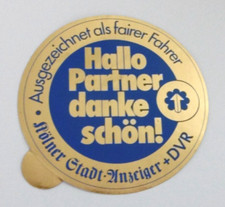 · Ausgezeichnet als fairer Fahrer ·
Hallo
Partner
danke
schön!
Kölner Stadt-Anzeiger + DVR